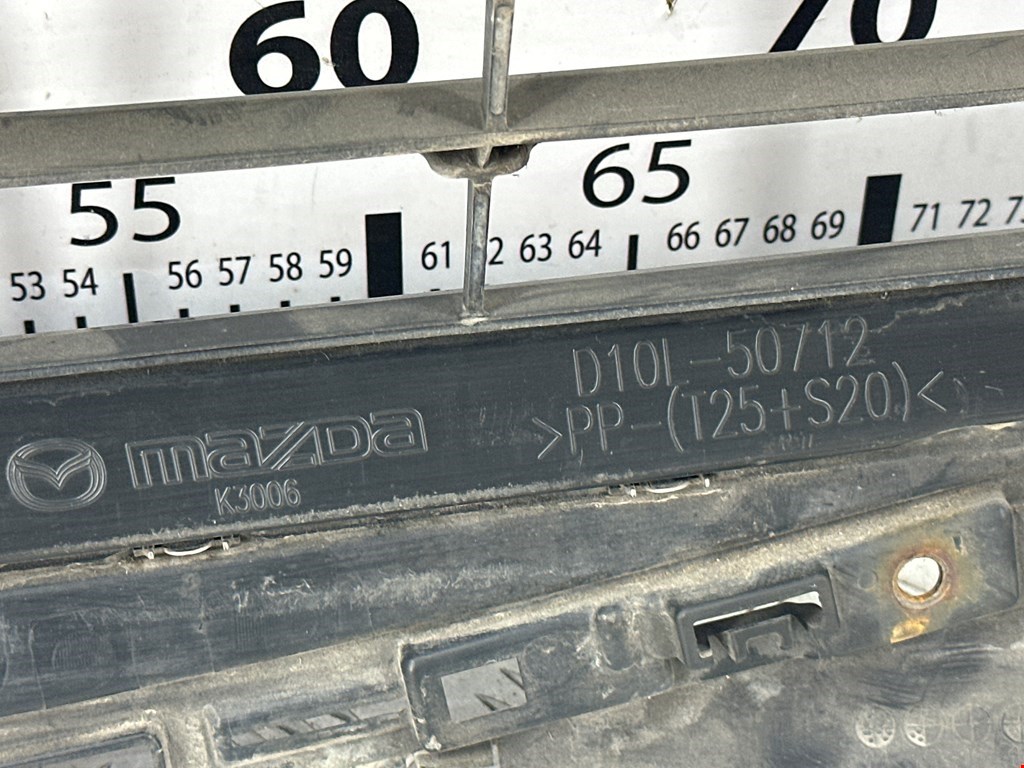 60 70
55 65
53 54 56 57 58 59 61 2 63 64 66 67 68 69 71 72 7
D10L-50712
>PP-(T25+S20)<
mazda
K3006